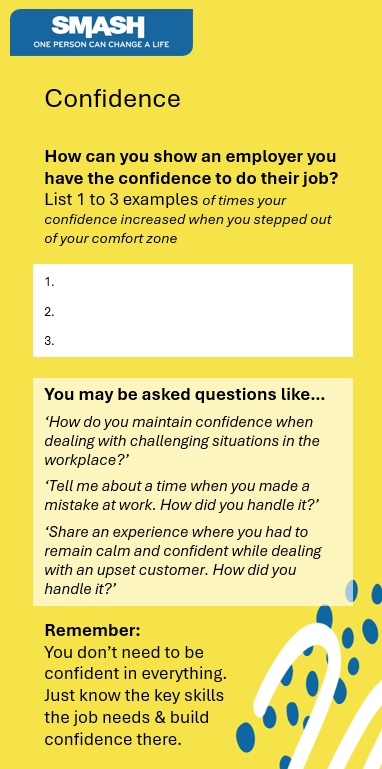 SMASH
ONE PERSON CAN CHANGE A LIFE
Confidence
How can you show an employer you
have the confidence to do their job?
List 1 to 3 examples of times your
confidence increased when you stepped out
of your comfort zone
1.
2.
3.
You may be asked questions like...
‘How do you maintain confidence when
dealing with challenging situations in the
workplace?’
‘Tell me about a time when you made a
mistake at work. How did you handle it?’
‘Share an experience where you had to
remain calm and confident while dealing
with an upset customer. How did you
handle it?’
Remember:
You don’t need to be
confident in everything.
Just know the key skills
the job needs & build
confidence there.